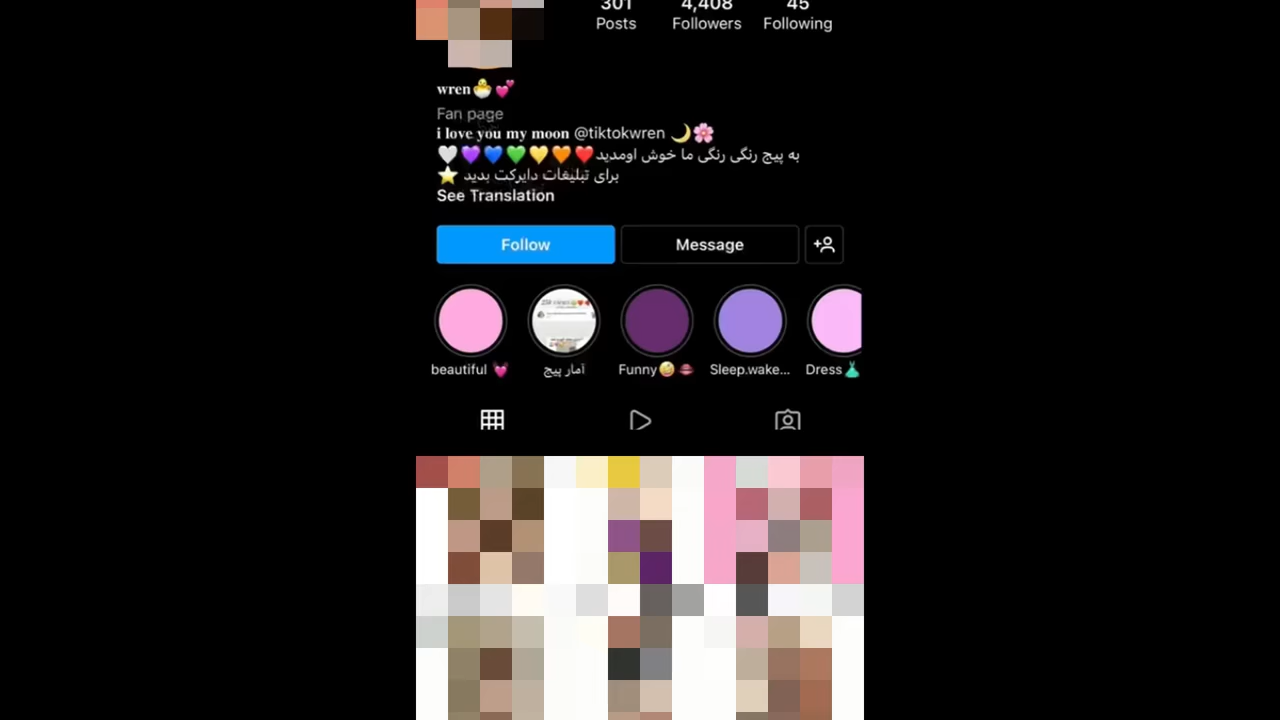 301 4,408 45
Posts Followers Following
wren🐣💕
Fan page
i love you my moon @tiktokwren 🌙🌸
به پیج رنگی رنگی ما خوش اومدید❤️🧡💛💚💙💜🤍
برای تبلیغات دایرکت بدید ⭐
See Translation
Follow Message
beautiful 💓 آمار پیج Funny🤪👄 Sleep.wake... Dress👗